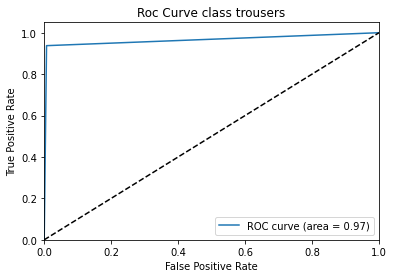 Roc Curve class trousers
1.0
0.8
0.6
0.4
0.2
0.0
True Positive Rate
ROC curve (area = 0.97)
0.0 0.2 0.4 0.6 0.8 1.0
False Positive Rate